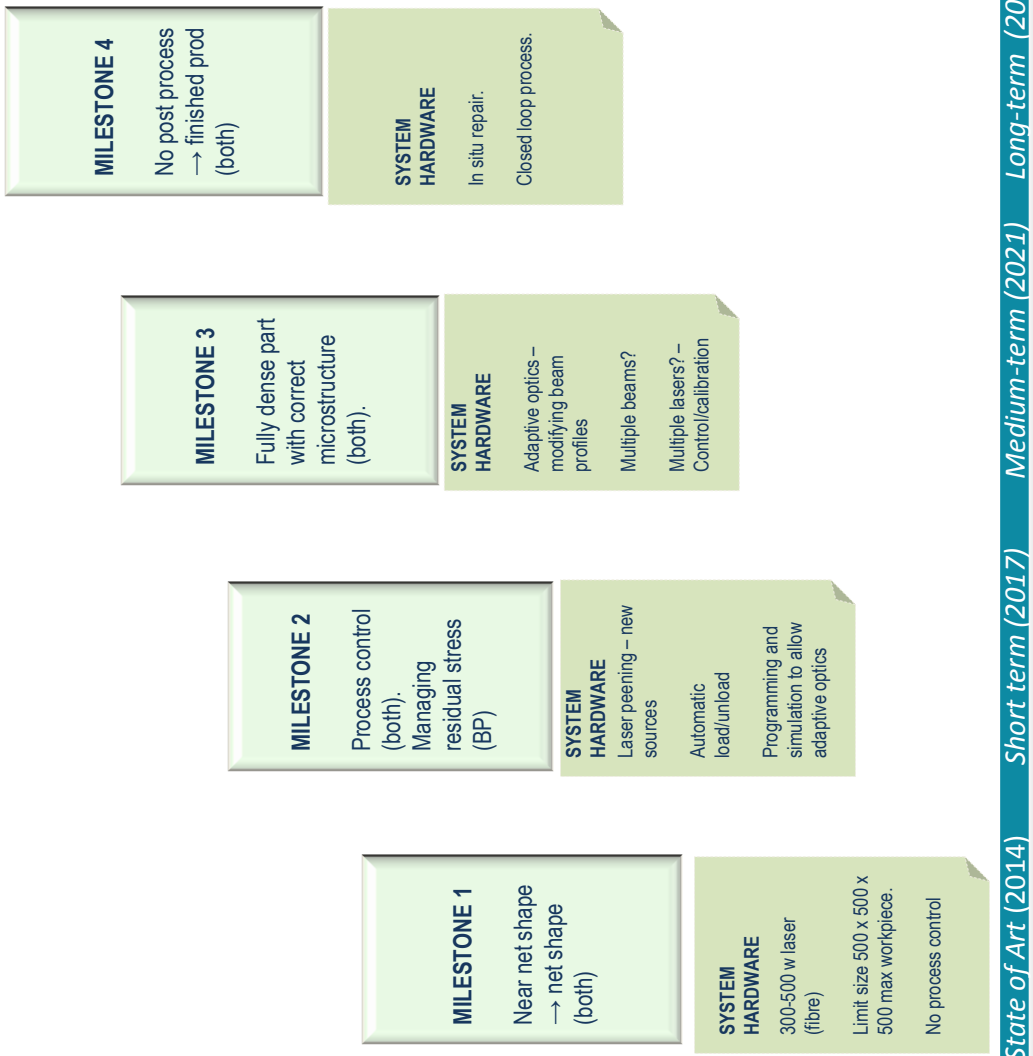 MILESTONE 1
Near net shape
→ net shape
(both)
SYSTEM
HARDWARE
300-500 w laser
(fibre)
Limit size 500 x 500 x
500 max workpiece.
No process control
MILESTONE 2
Process control
(both).
Managing
residual stress
(BP)
SYSTEM
HARDWARE
Laser peening – new
sources
Automatic
load/unload
Programming and
simulation to allow
adaptive optics
MILESTONE 3
Fully dense part
with correct
microstructure
(both).
SYSTEM
HARDWARE
Adaptive optics –
modifying beam
profiles
Multiple beams?
Multiple lasers? –
Control/calibration
MILESTONE 4
No post process
→ finished prod
(both)
SYSTEM
HARDWARE
In situ repair.
Closed loop process.
State of Art (2014) Short term (2017) Medium-term (2021) Long-term